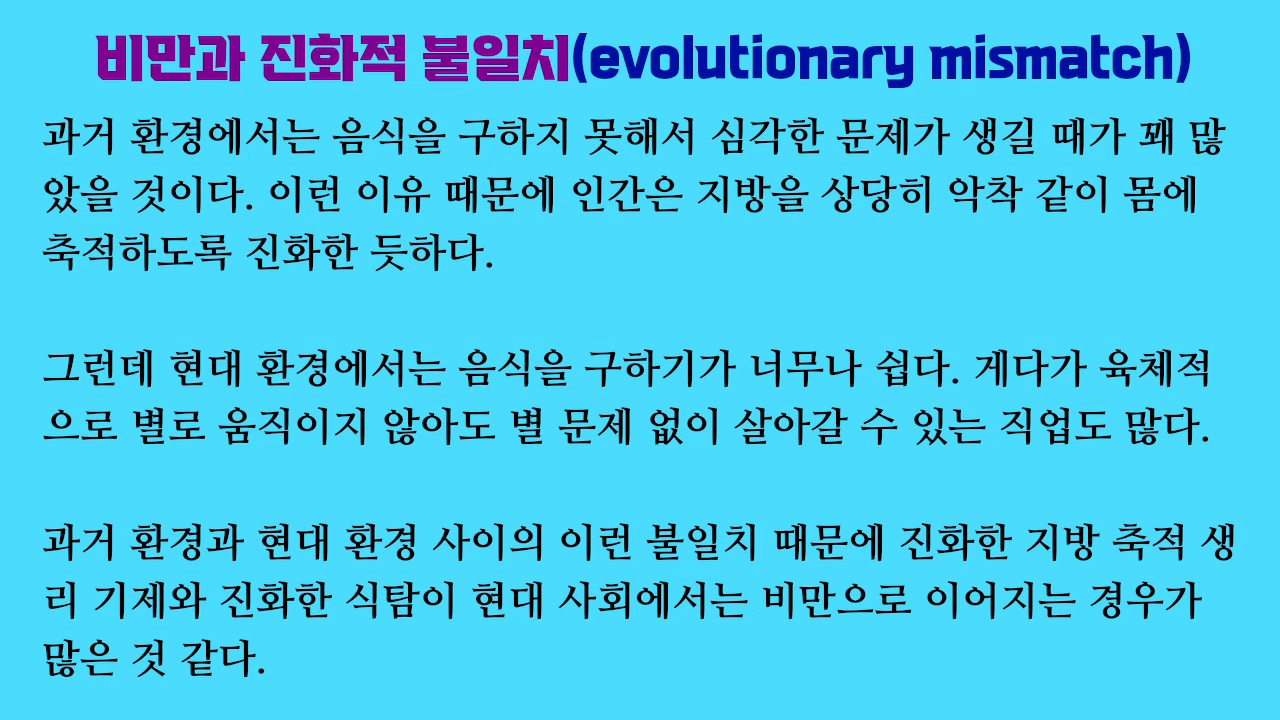 비만과 진화적 불일치(evolutionary mismatch)
과거 환경에서는 음식을 구하지 못해서 심각한 문제가 생길 때가 꽤 많
았을 것이다. 이런 이유 때문에 인간은 지방을 상당히 악착 같이 몸에
축적하도록 진화한 듯하다.
그런데 현대 환경에서는 음식을 구하기가 너무나 쉽다. 게다가 육체적
으로 별로 움직이지 않아도 별 문제 없이 살아갈 수 있는 직업도 많다.
과거 환경과 현대 환경 사이의 이런 불일치 때문에 진화한 지방 축적 생
리 기제와 진화한 식탐이 현대 사회에서는 비만으로 이어지는 경우가
많은 것 같다.